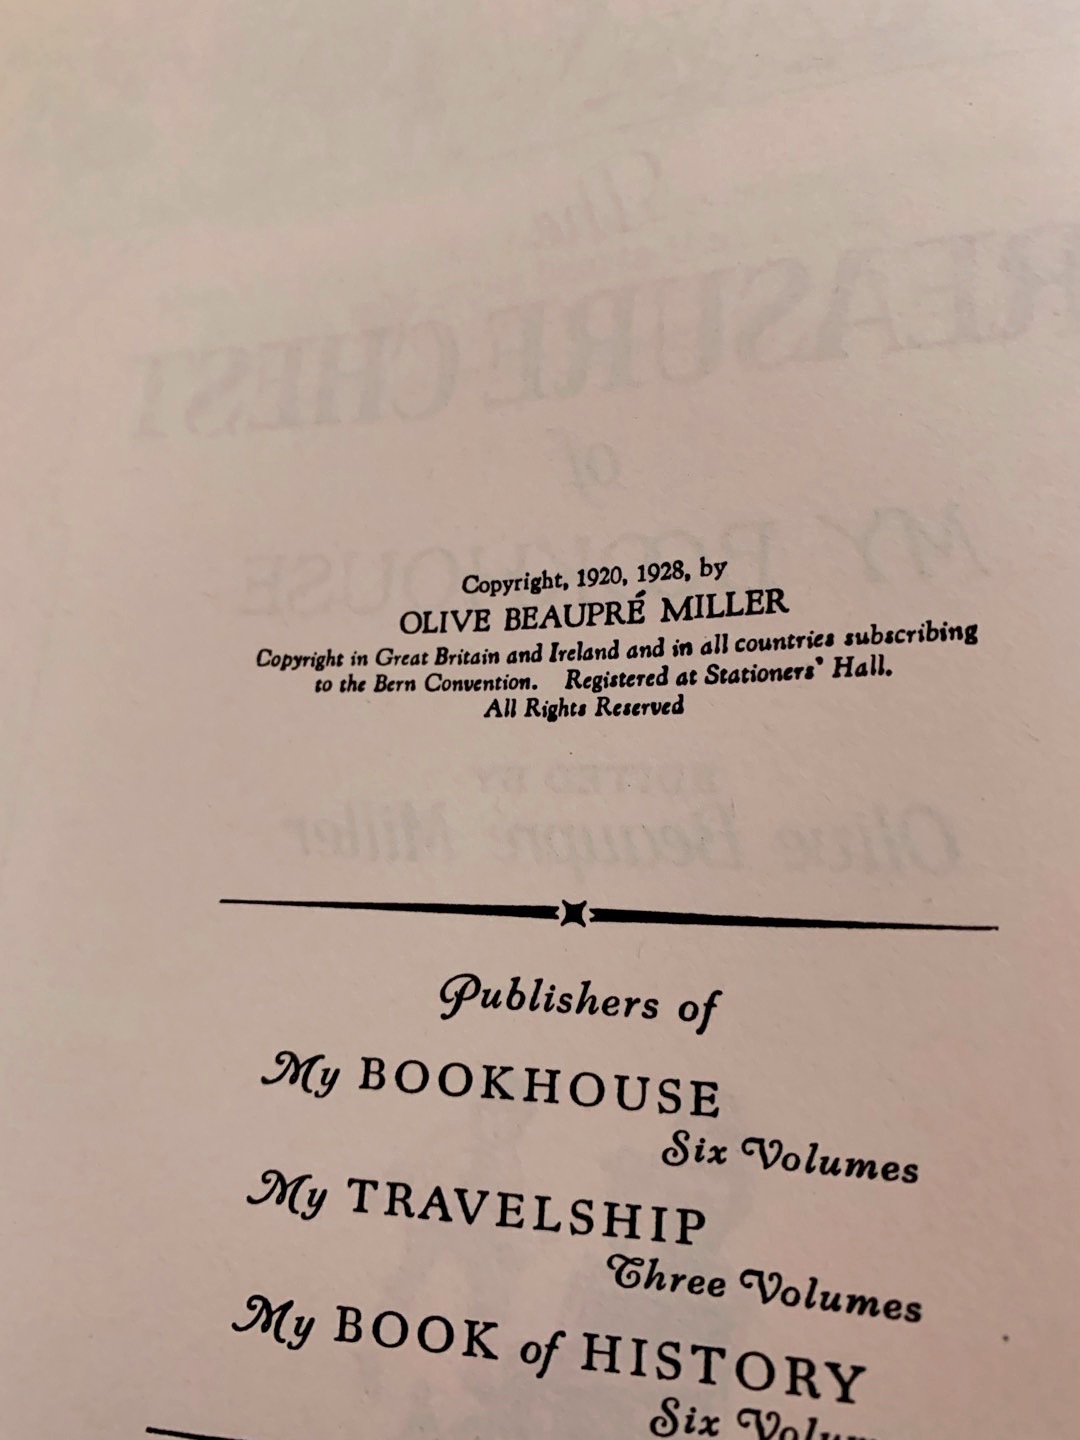 Copyright, 1920, 1928, by
OLIVE BEAUPRÉ MILLER
Copyright in Great Britain and Ireland and in all countries subscribing
to the Bern Convention. Registered at Stationers' Hall.
All Rights Reserved
Publishers of
My BOOKHOUSE
Six Volumes
My TRAVELSHIP
Three Volumes
My BOOK of HISTORY
Six